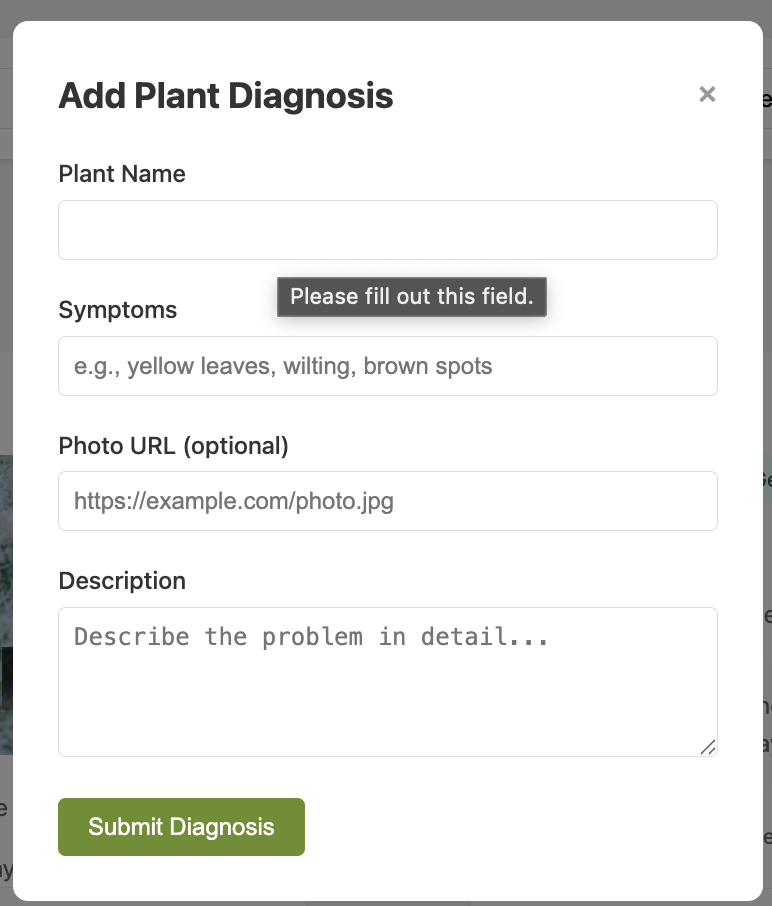 Add Plant Diagnosis ×
Plant Name
Please fill out this field.
Symptoms
e.g., yellow leaves, wilting, brown spots
Photo URL (optional)
https://example.com/photo.jpg
Description
Describe the problem in detail...
Submit Diagnosis